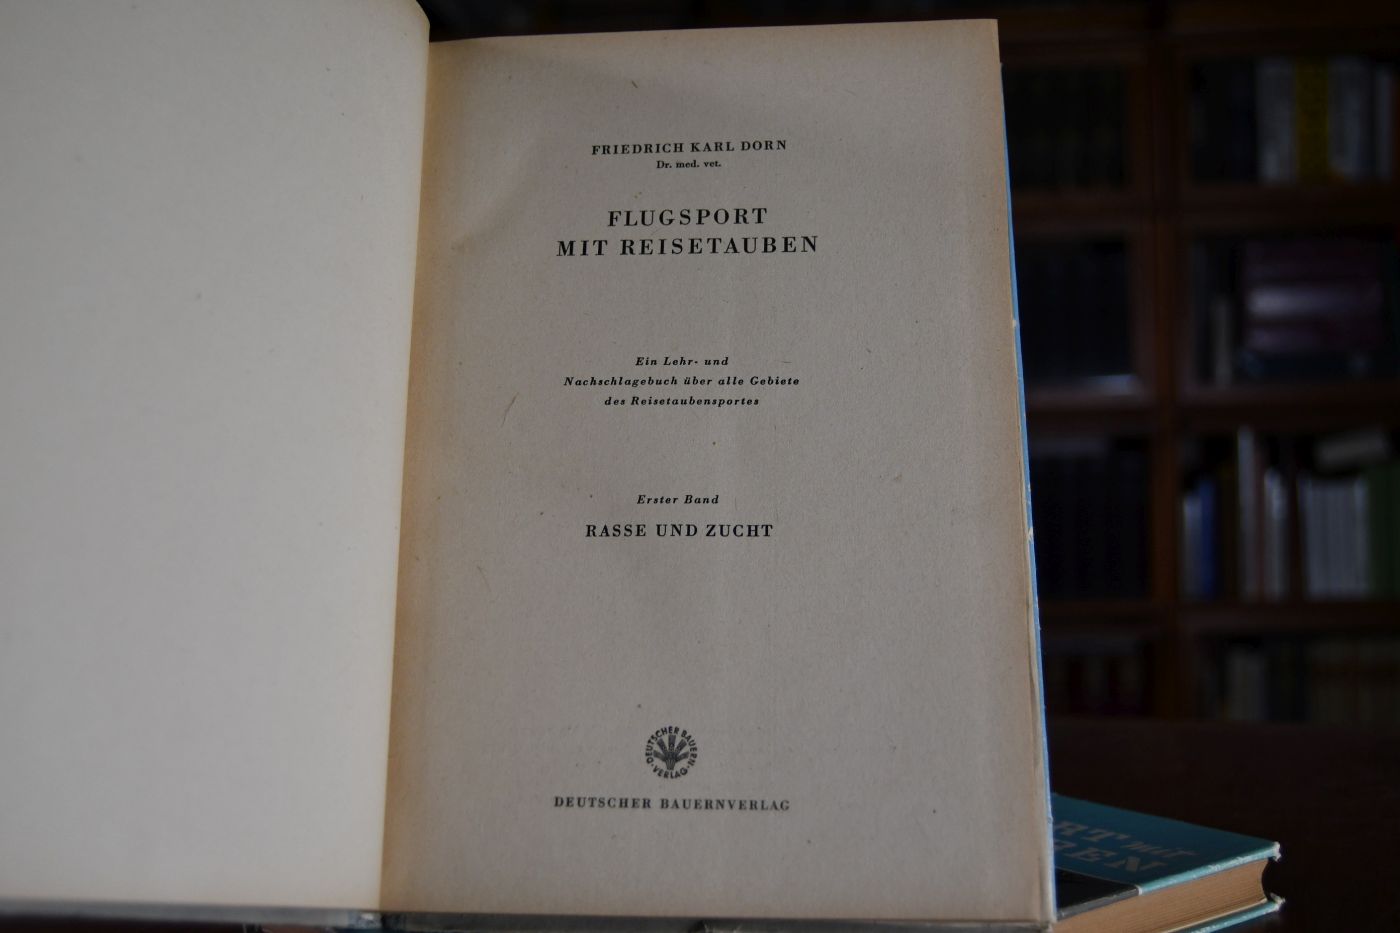 FRIEDRICH KARL DORN
Dr. med. vet.
FLUGSPORT
MIT REISETAUBEN
Ein Lehr- und
Nachschlagebuch über alle Gebiete
des Reisetaubensportes
Erster Band
RASSE UND ZUCHT
DEUTSCHER BAUERN
·VERLAG·
DEUTSCHER BAUERNVERLAG
mit